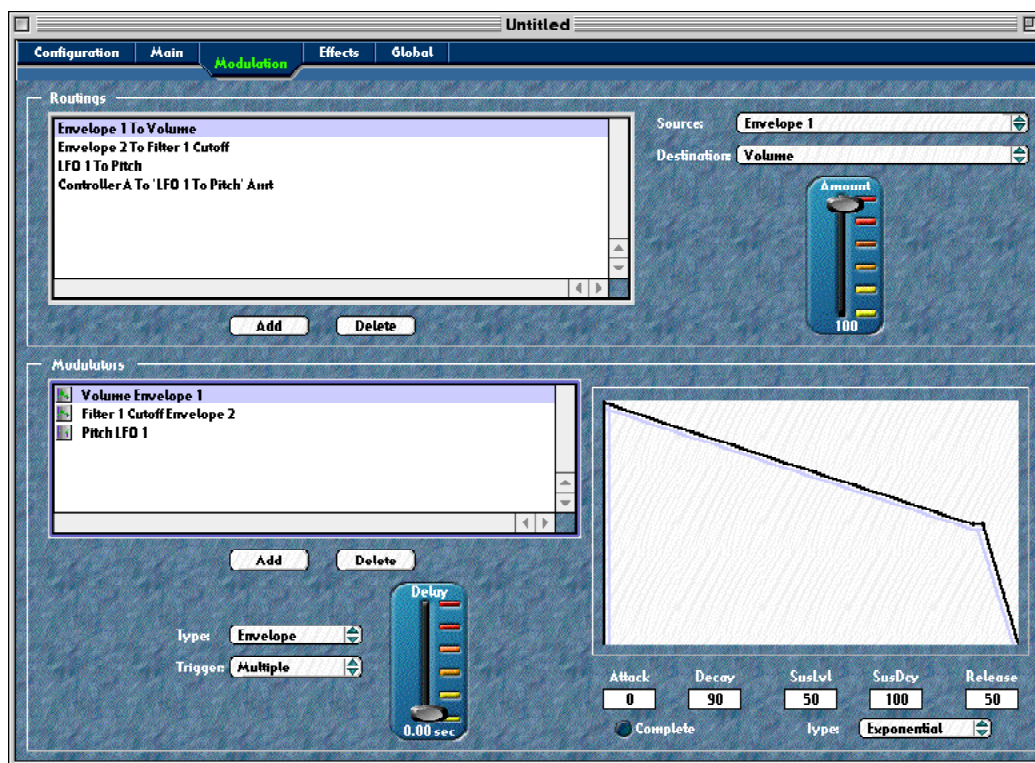 Untitled
Configuration Main Modulation Effects Global
Routings
Envelope 1 To Volume
Envelope 2 To Filter 1 Cutoff
LFO 1 To Pitch
Controller A To 'LFO 1 To Pitch' Amt
Add Delete
Source: Envelope 1
Destination: Volume
Amount
100
Modulators
Volume Envelope 1
Filter 1 Cutoff Envelope 2
Pitch LFO 1
Add Delete
Type: Envelope
Trigger: Multiple
Delay
0.00 sec
Attack Decay SusLvl SusDcy Release
0 90 50 100 50
Complete Type: Exponential